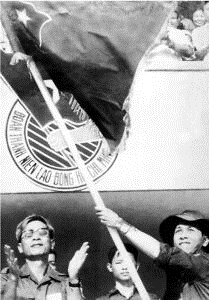 ĐOÀN THANH NIÊN LAO ĐỘNG HỒ CHÍ MINH